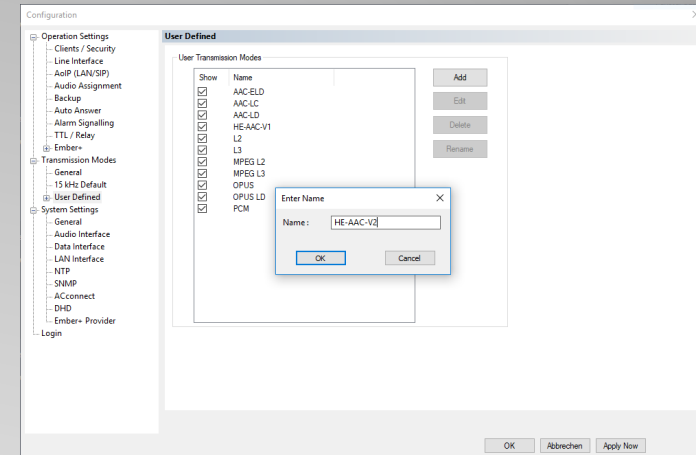 Configuration
Operation Settings
Clients / Security
Line Interface
AoIP (LAN/SIP)
Audio Assignment
Backup
Auto Answer
Alarm Signalling
TTL / Relay
Ember+
Transmission Modes
General
15 kHz Default
User Defined
System Settings
General
Audio Interface
Data Interface
LAN Interface
NTP
SNMP
ACconnect
DHD
Ember+ Provider
Login
User Defined
User Transmission Modes
Show Name
AAC-ELD
AAC-LC
AAC-LD
HE-AAC-V1
L2
L3
MPEG L2
MPEG L3
OPUS
OPUS LD
PCM
Add
Edit
Delete
Rename
Enter Name
Name : HE-AAC-V2
OK Cancel
OK Abbrechen Apply Now